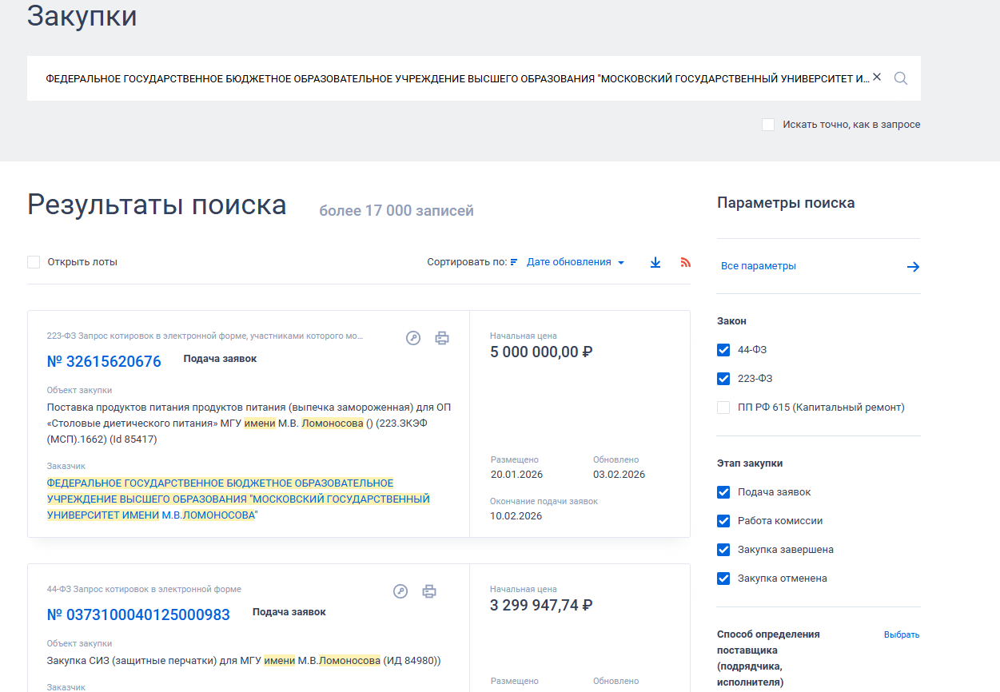 Закупки
ФЕДЕРАЛЬНОЕ ГОСУДАРСТВЕННОЕ БЮДЖЕТНОЕ ОБРАЗОВАТЕЛЬНОЕ УЧРЕЖДЕНИЕ ВЫСШЕГО ОБРАЗОВАНИЯ "МОСКОВСКИЙ ГОСУДАРСТВЕННЫЙ УНИВЕРСИТЕТ И...
Искать точно, как в запросе
Результаты поиска более 17 000 записей
Открыть лоты
Сортировать по: Дате обновления
223-ФЗ Запрос котировок в электронной форме, участниками которого мо...
№ 32615620676 Подача заявок
Объект закупки
Поставка продуктов питания продуктов питания (выпечка замороженная) для ОП
«Столовые диетического питания» МГУ имени М.В. Ломоносова () (223.ЗКЭФ
(МСП).1662) (Id 85417)
Заказчик
ФЕДЕРАЛЬНОЕ ГОСУДАРСТВЕННОЕ БЮДЖЕТНОЕ ОБРАЗОВАТЕЛЬНОЕ
УЧРЕЖДЕНИЕ ВЫСШЕГО ОБРАЗОВАНИЯ "МОСКОВСКИЙ ГОСУДАРСТВЕННЫЙ
УНИВЕРСИТЕТ ИМЕНИ М.В.ЛОМОНОСОВА"
Начальная цена
5 000 000,00 ₽
Размещено Обновлено
20.01.2026 03.02.2026
Окончание подачи заявок
10.02.2026
44-ФЗ Запрос котировок в электронной форме
№ 0373100040125000983 Подача заявок
Объект закупки
Закупка СИЗ (защитные перчатки) для МГУ имени М.В.Ломоносова (ИД 84980))
Заказчик
Начальная цена
3 299 947,74 ₽
Размещено Обновлено
Параметры поиска
Все параметры
Закон
44-ФЗ
223-ФЗ
ПП РФ 615 (Капитальный ремонт)
Этап закупки
Подача заявок
Работа комиссии
Закупка завершена
Закупка отменена
Способ определения Выбрать
поставщика
(подрядчика,
исполнителя)